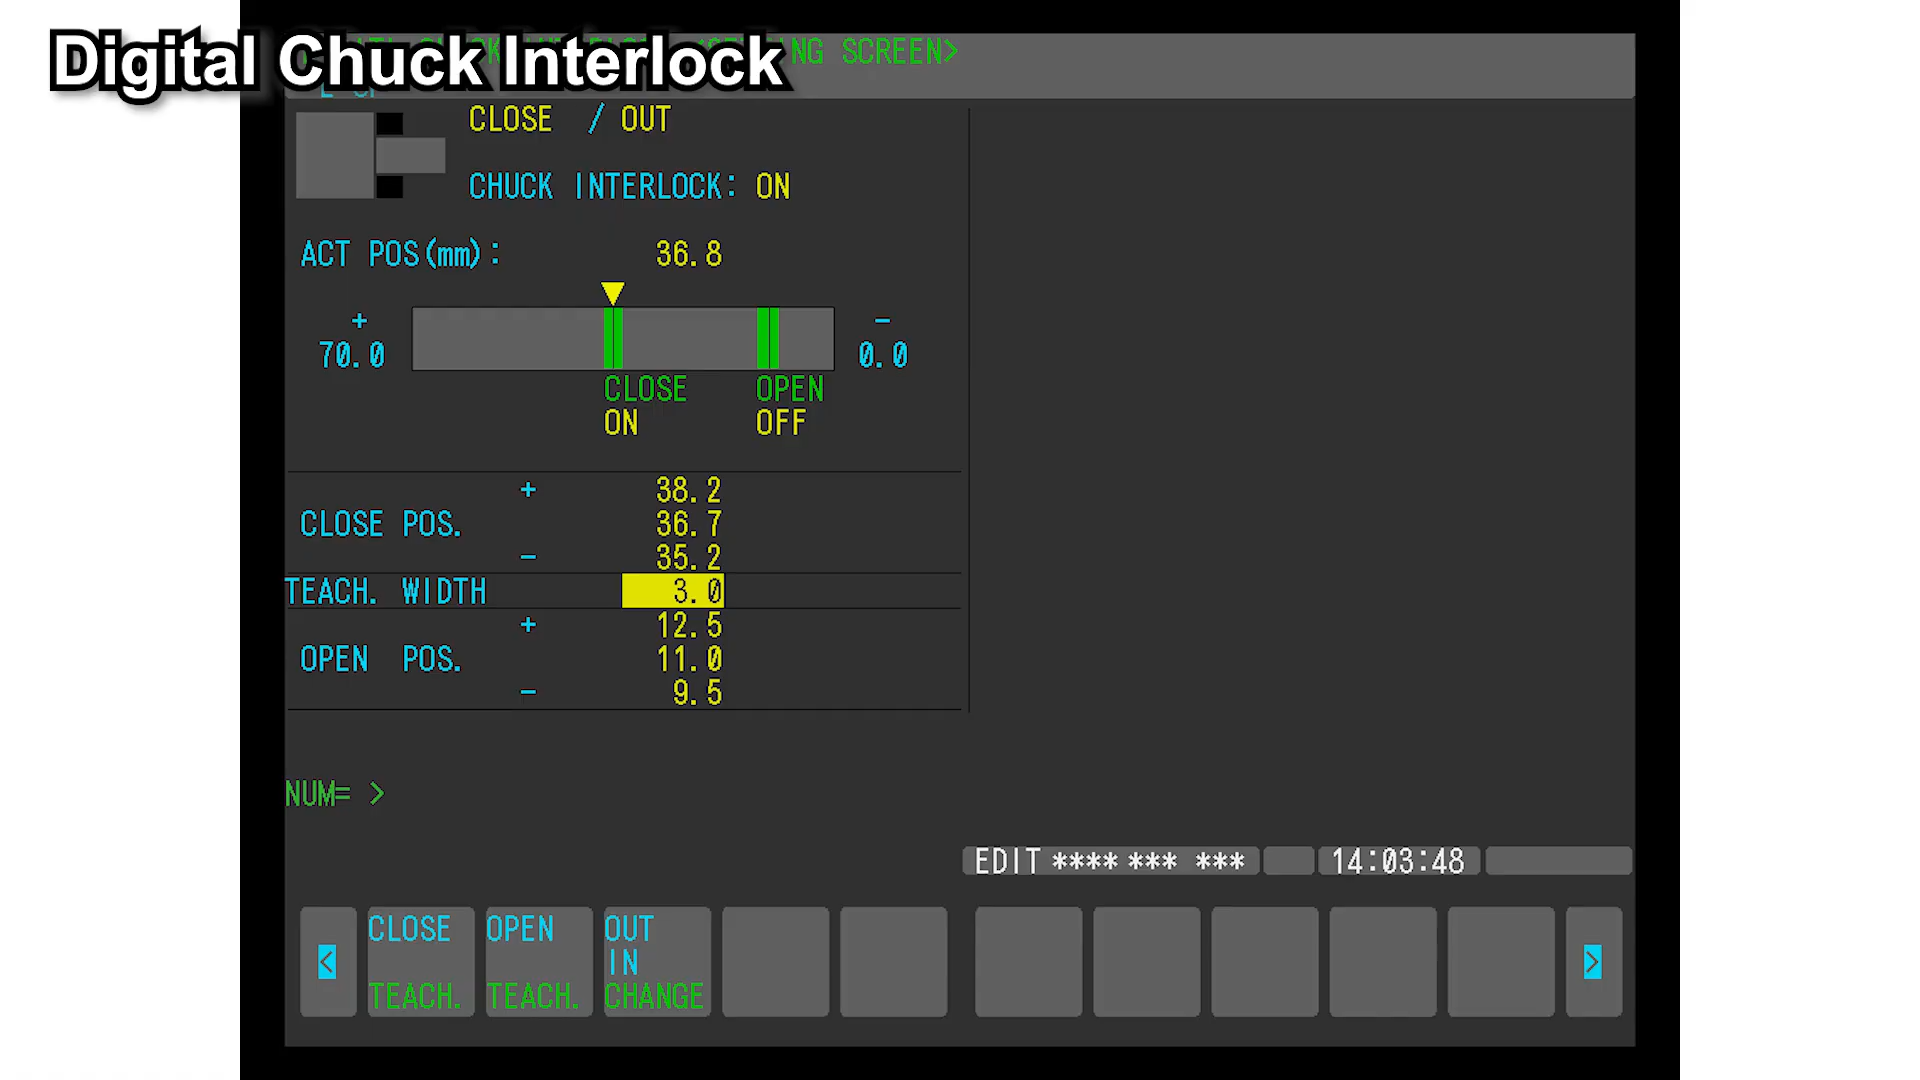 Digital Chuck Interlock
SCREEN>
CLOSE / OUT
CHUCK INTERLOCK: ON
ACT POS(mm): 36.8
+ −
70.0 0.0
CLOSE OPEN
ON OFF
+ 38.2
CLOSE POS. 36.7
− 35.2
TEACH. WIDTH 3.0
+ 12.5
OPEN POS. 11.0
− 9.5
NUM= >
EDIT **** *** *** 14:03:48
< CLOSE TEACH. OPEN TEACH. OUT IN CHANGE >